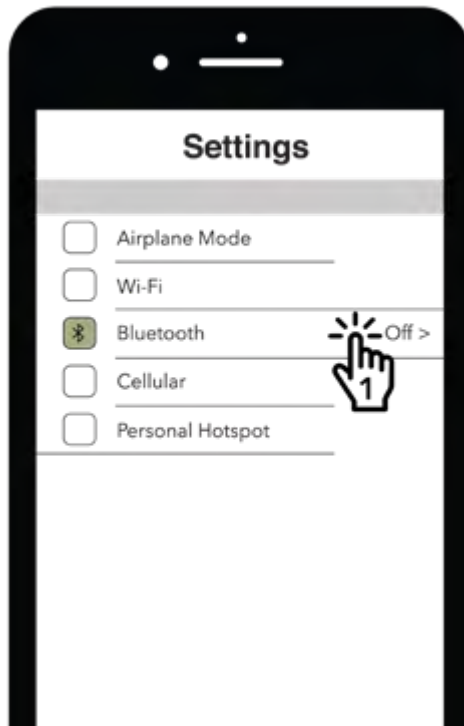 Settings
Airplane Mode
Wi-Fi
Bluetooth Off >
Cellular
Personal Hotspot
1